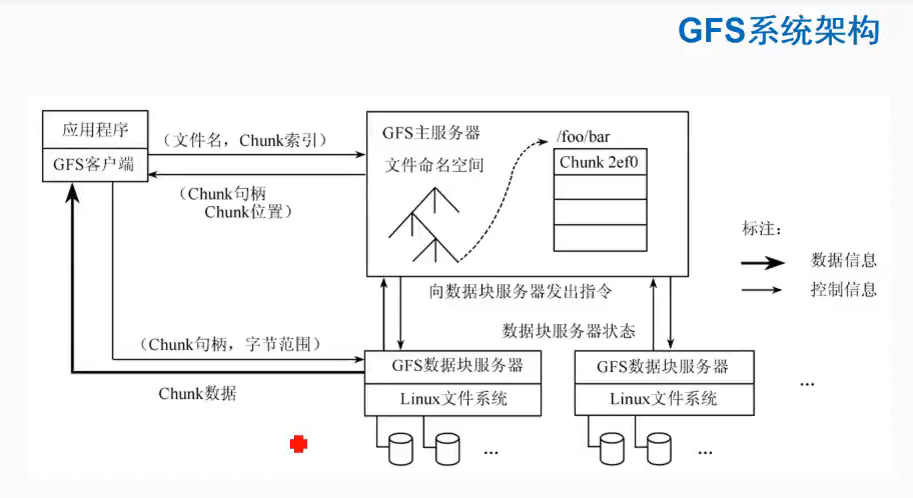 GFS系统架构
应用程序
GFS客户端
（文件名，Chunk索引）
（Chunk句柄
Chunk位置）
GFS主服务器
文件命名空间
/foo/bar
Chunk 2ef0
标注：
数据信息
控制信息
向数据块服务器发出指令
数据块服务器状态
（Chunk句柄，字节范围）
Chunk数据
GFS数据块服务器
Linux文件系统
...
GFS数据块服务器
Linux文件系统
...
...